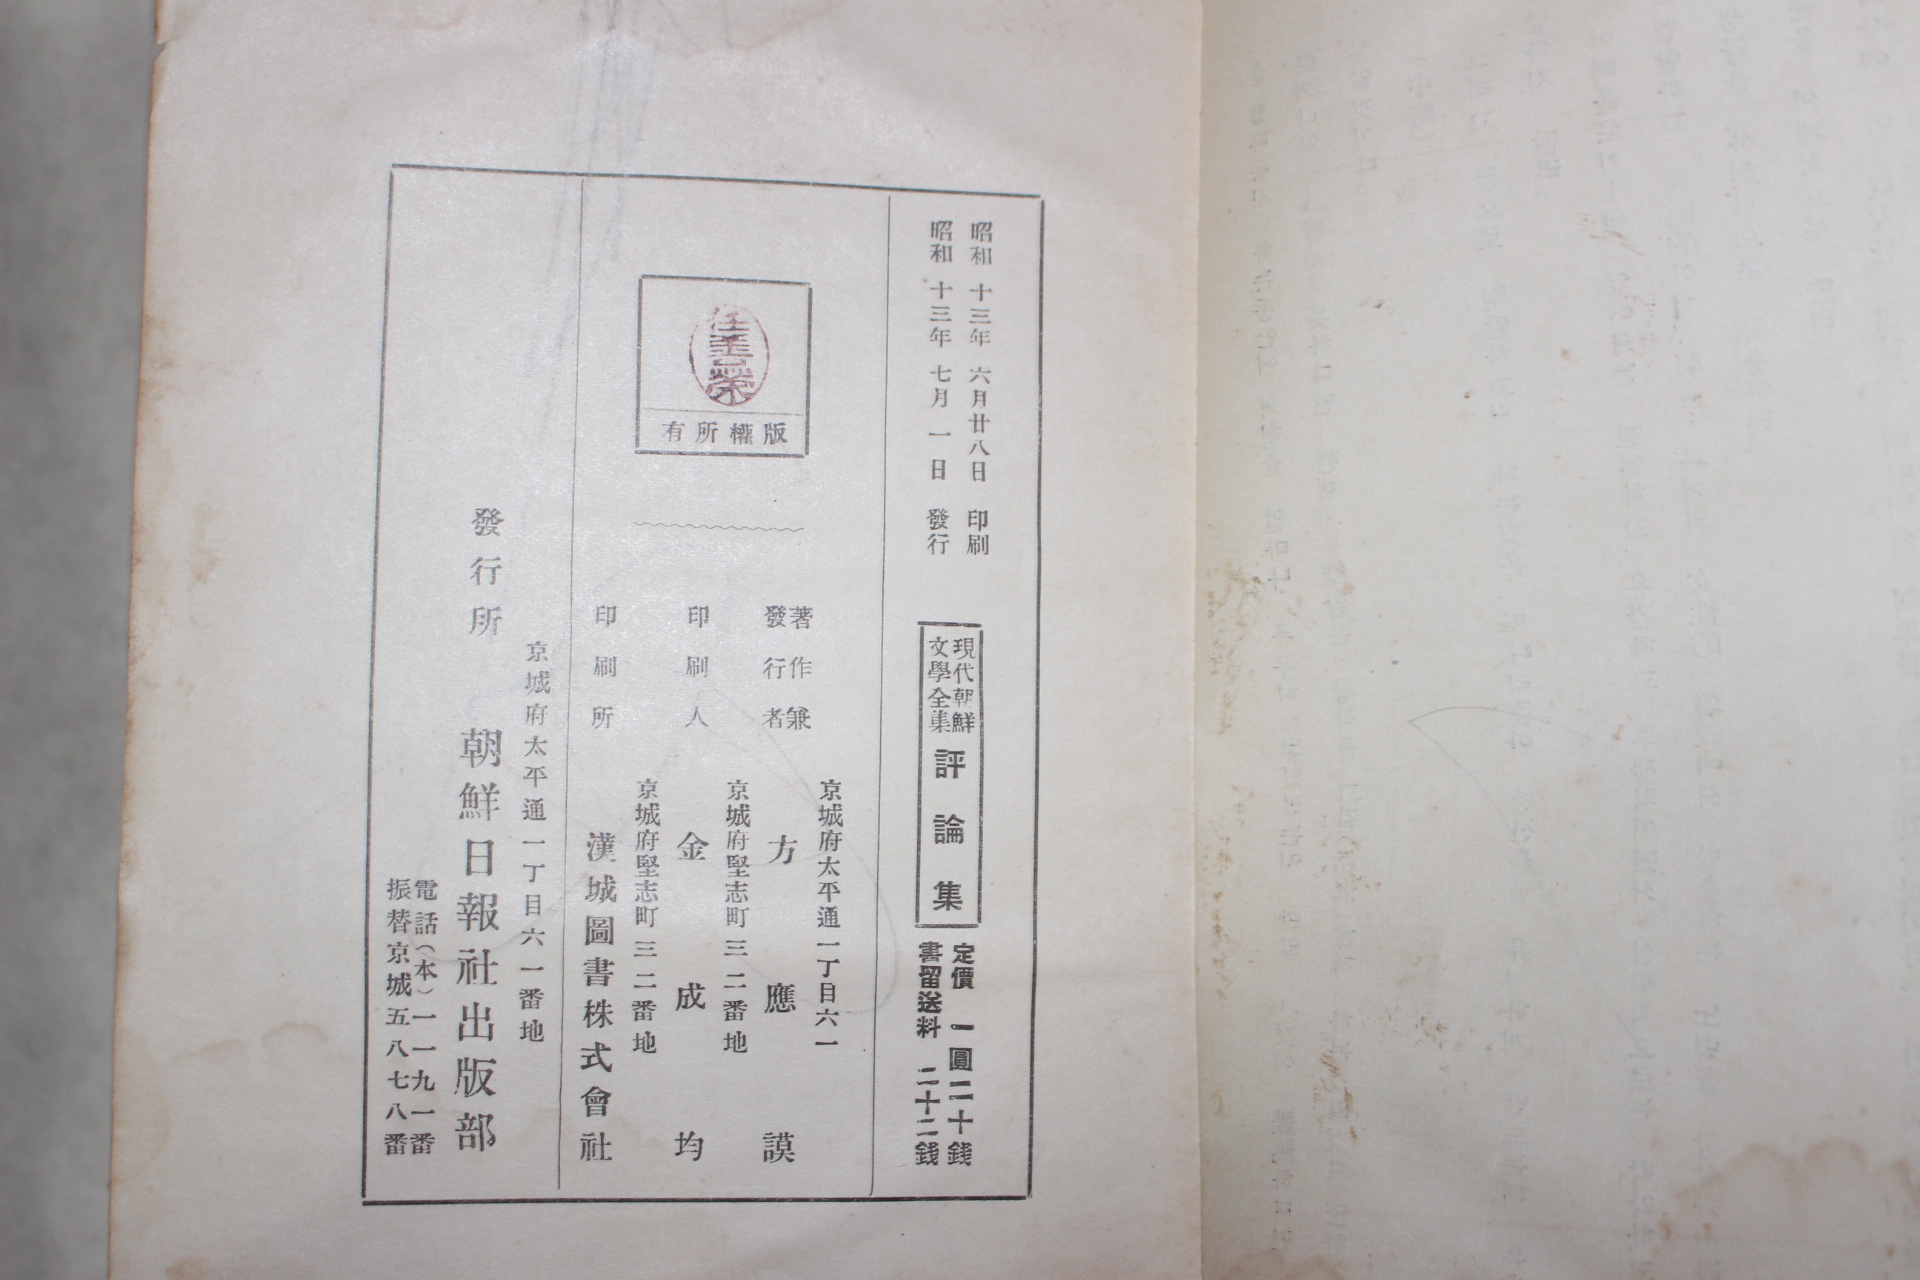 昭和十三年六月廿八日 印刷
昭和十三年七月一日 發行
現代朝鮮
文學全集
評論集
定價 一圓二十錢
書留送料 二十二錢
版權所有
京城府太平通一丁目六一
著作兼
發行者
方應謨
京城府堅志町三二番地
印刷人 金成均
京城府堅志町三二番地
印刷所 漢城圖書株式會社
京城府太平通一丁目六一番地
發行所 朝鮮日報社出版部
電話(本)一一九一番
振替京城五八七八番